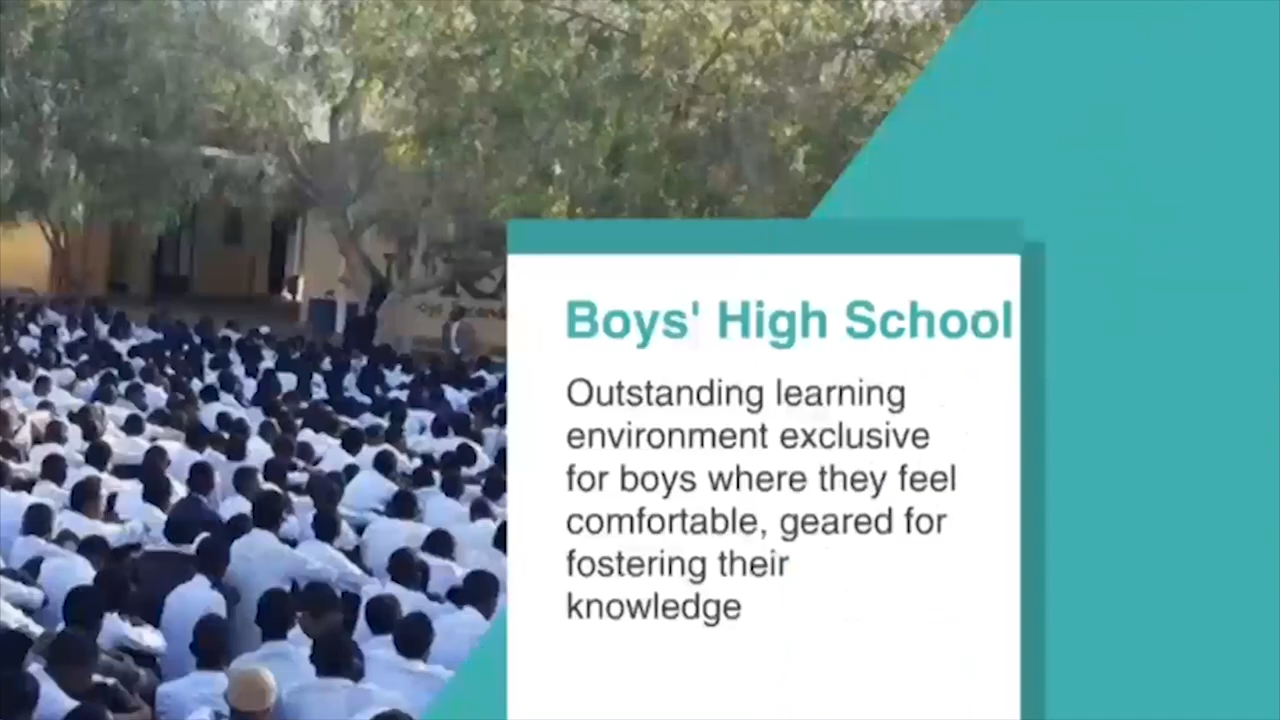 Boys' High School
Outstanding learning
environment exclusive
for boys where they feel
comfortable, geared for
fostering their
knowledge